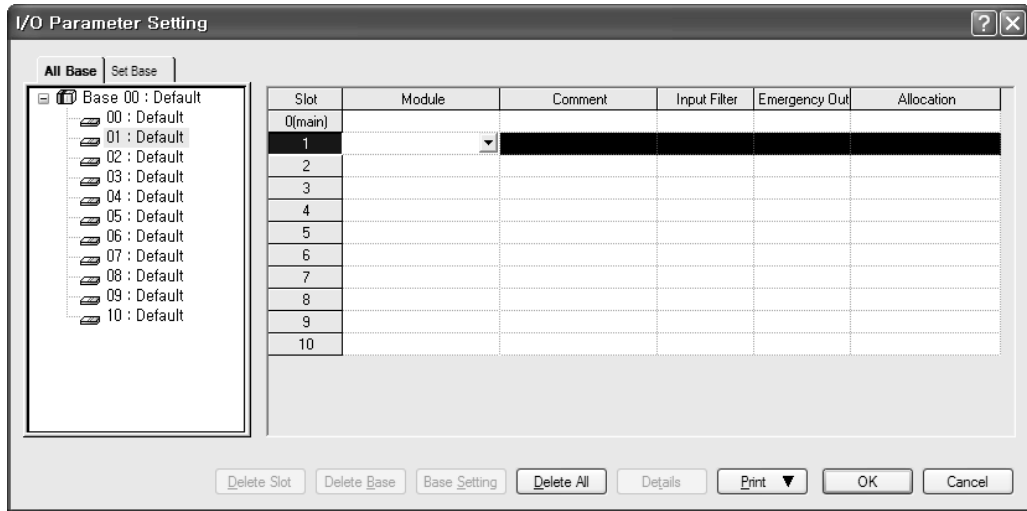 I/O Parameter Setting
All Base Set Base
Base 00 : Default
00 : Default
01 : Default
02 : Default
03 : Default
04 : Default
05 : Default
06 : Default
07 : Default
08 : Default
09 : Default
10 : Default
Slot Module Comment Input Filter Emergency Out Allocation
0(main)
1
2
3
4
5
6
7
8
9
10
Delete Slot Delete Base Base Setting Delete All Details Print ▼ OK Cancel